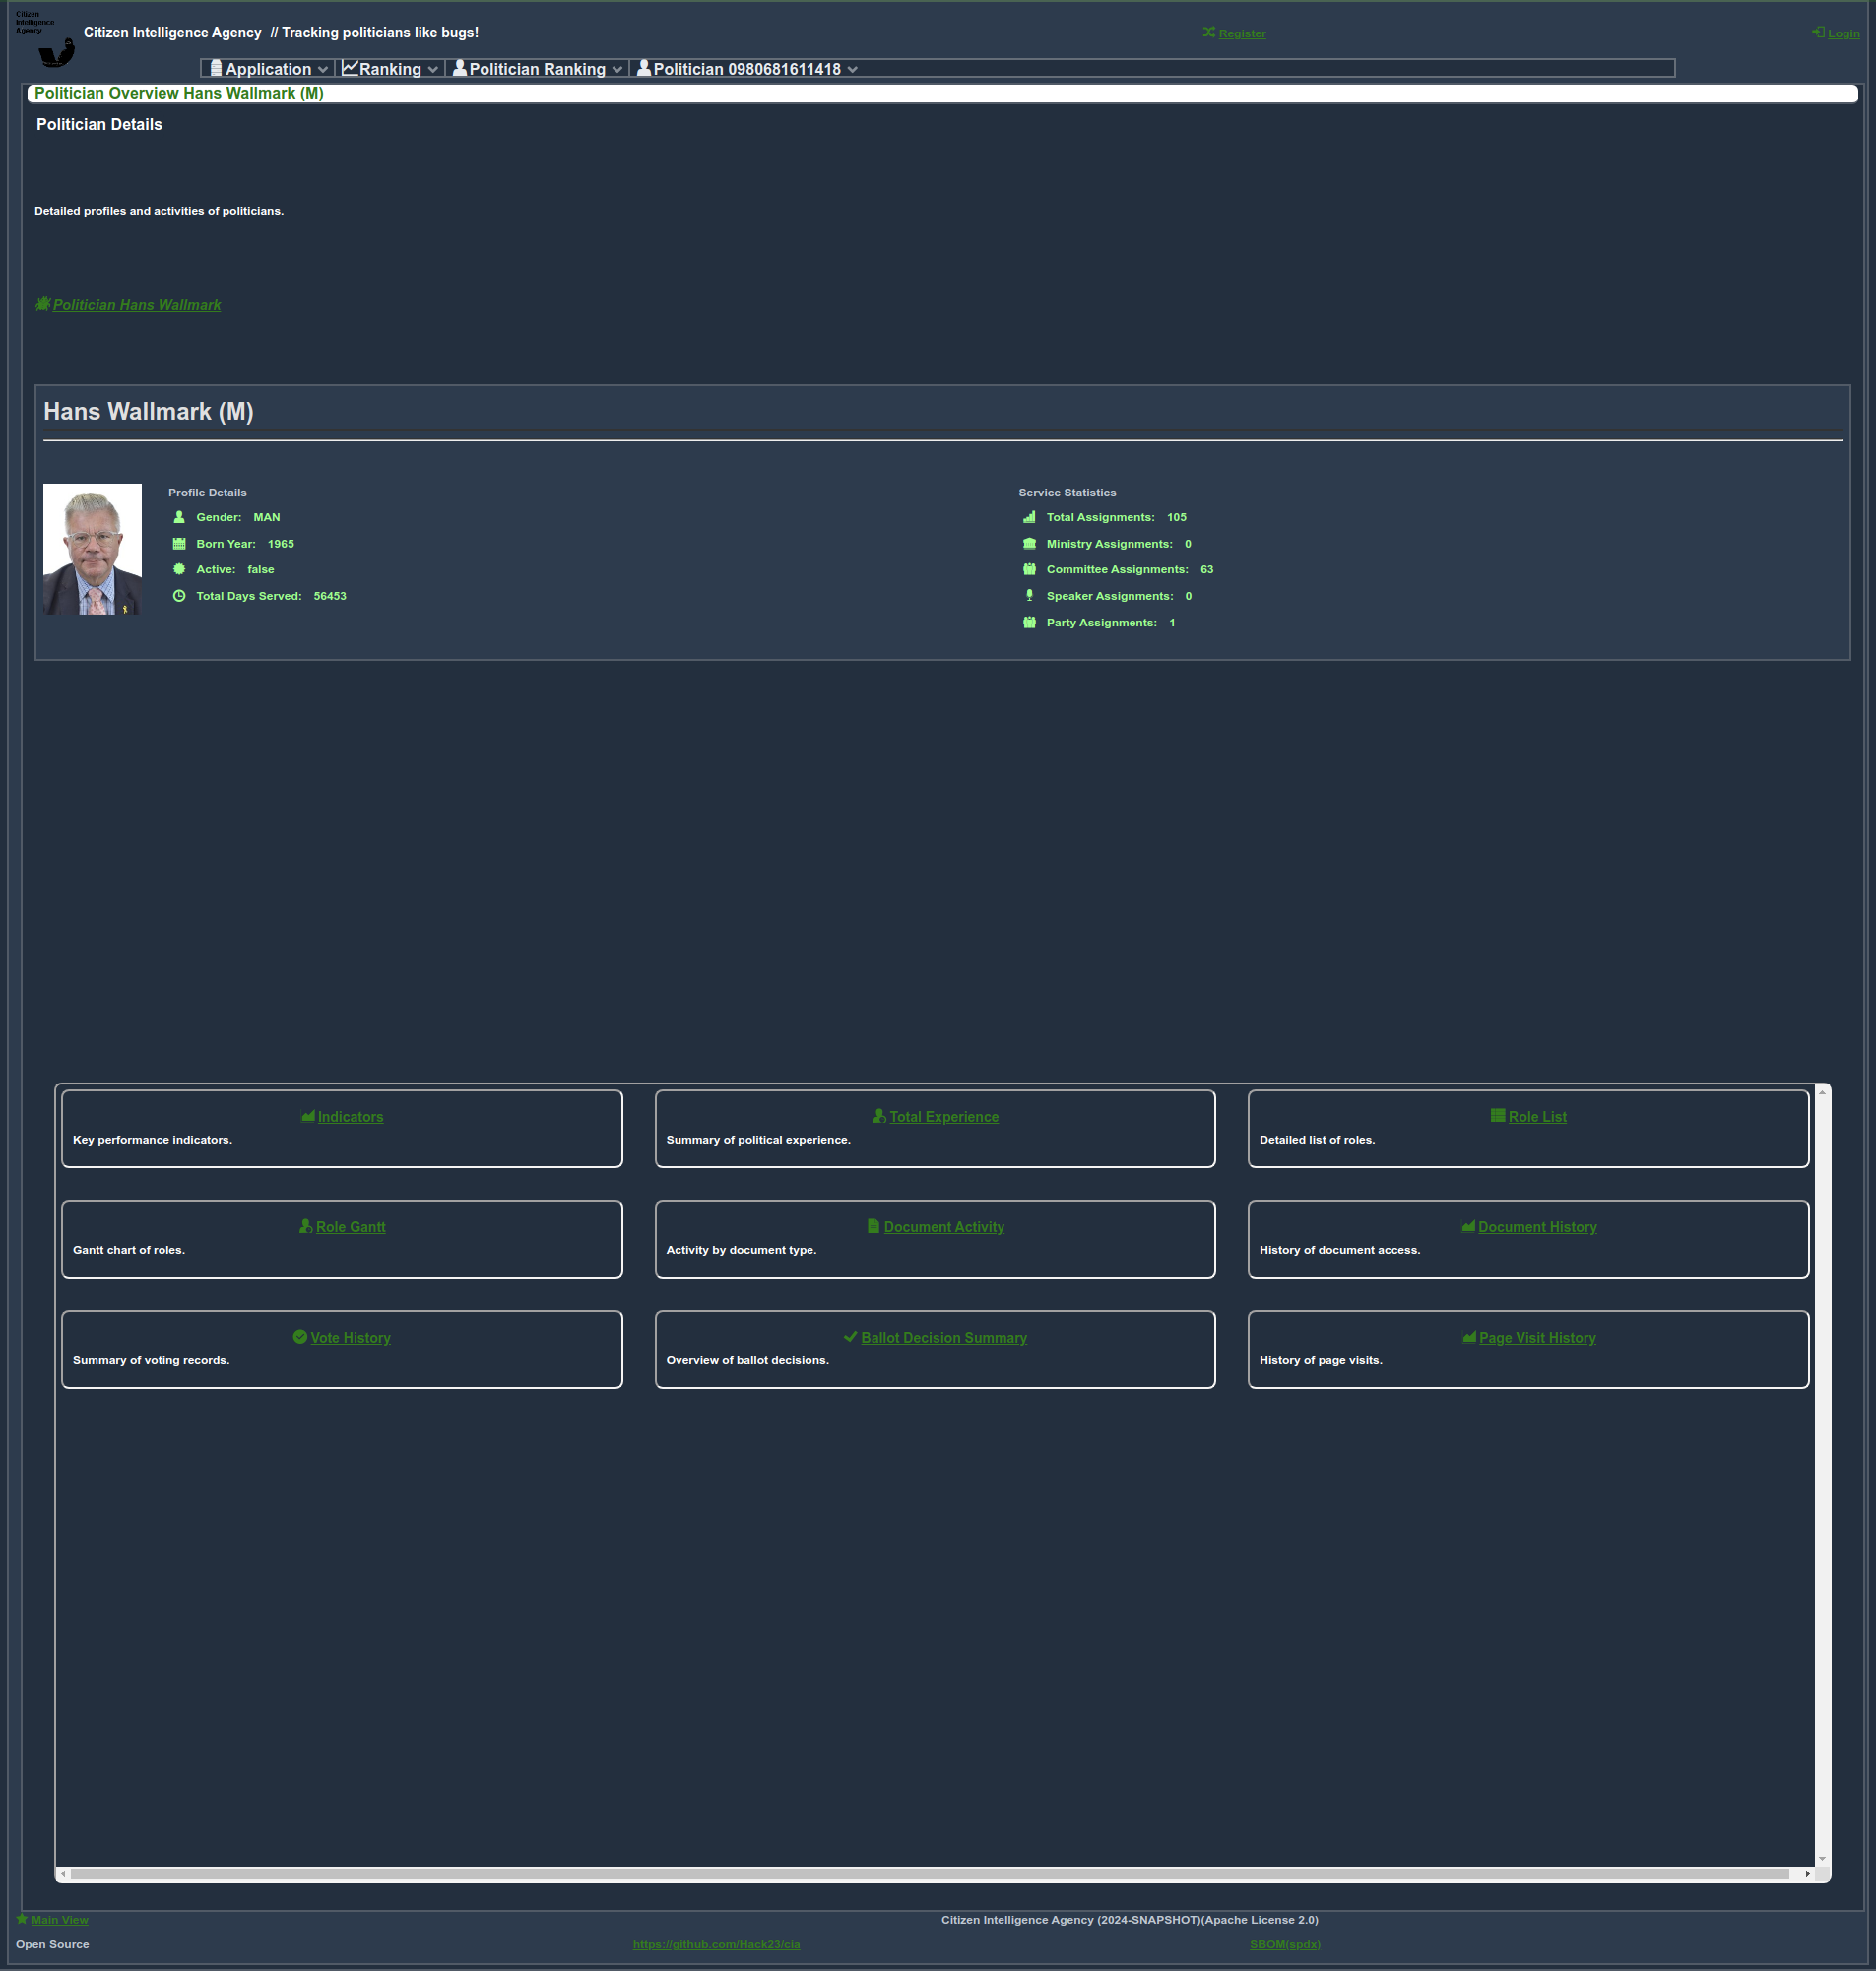 Citizen
Intelligence
Agency
Citizen Intelligence Agency // Tracking politicians like bugs!
Register
Login
Application
Ranking
Politician Ranking
Politician 0980681611418
Politician Overview Hans Wallmark (M)
Politician Details
Detailed profiles and activities of politicians.
Politician Hans Wallmark
Hans Wallmark (M)
Profile Details
Gender: MAN
Born Year: 1965
Active: false
Total Days Served: 56453
Service Statistics
Total Assignments: 105
Ministry Assignments: 0
Committee Assignments: 63
Speaker Assignments: 0
Party Assignments: 1
Indicators
Key performance indicators.
Total Experience
Summary of political experience.
Role List
Detailed list of roles.
Role Gantt
Gantt chart of roles.
Document Activity
Activity by document type.
Document History
History of document access.
Vote History
Summary of voting records.
Ballot Decision Summary
Overview of ballot decisions.
Page Visit History
History of page visits.
Main View
Citizen Intelligence Agency (2024-SNAPSHOT)(Apache License 2.0)
Open Source
https://github.com/Hack23/cia
SBOM(spdx)